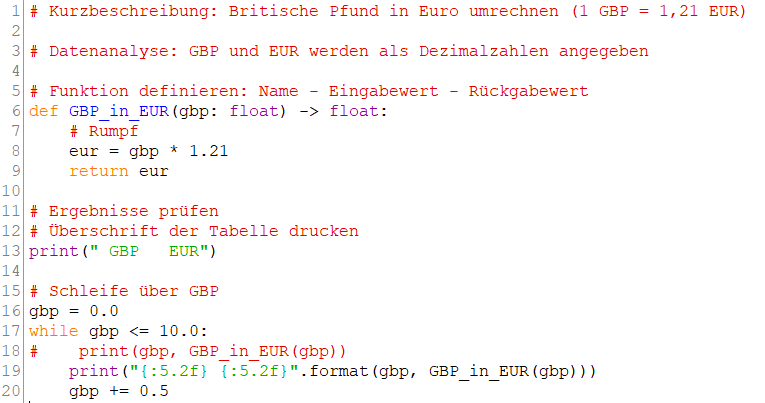 1 # Kurzbeschreibung: Britische Pfund in Euro umrechnen (1 GBP = 1,21 EUR)
2
3 # Datenanalyse: GBP und EUR werden als Dezimalzahlen angegeben
4
5 # Funktion definieren: Name - Eingabewert - Rückgabewert
6 def GBP_in_EUR(gbp: float) -> float:
7     # Rumpf
8     eur = gbp * 1.21
9     return eur
10
11 # Ergebnisse prüfen
12 # Überschrift der Tabelle drucken
13 print(" GBP   EUR")
14
15 # Schleife über GBP
16 gbp = 0.0
17 while gbp <= 10.0:
18 #    print(gbp, GBP_in_EUR(gbp))
19     print("{:5.2f} {:5.2f}".format(gbp, GBP_in_EUR(gbp)))
20     gbp += 0.5